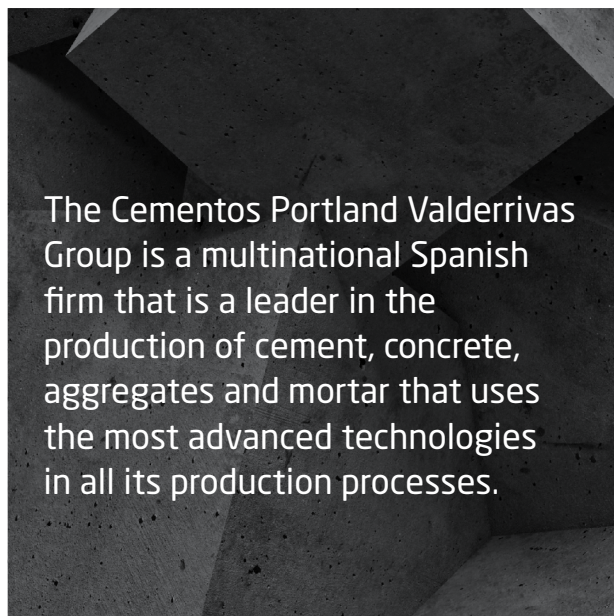 The Cementos Portland Valderrivas
Group is a multinational Spanish
firm that is a leader in the
production of cement, concrete,
aggregates and mortar that uses
the most advanced technologies
in all its production processes.